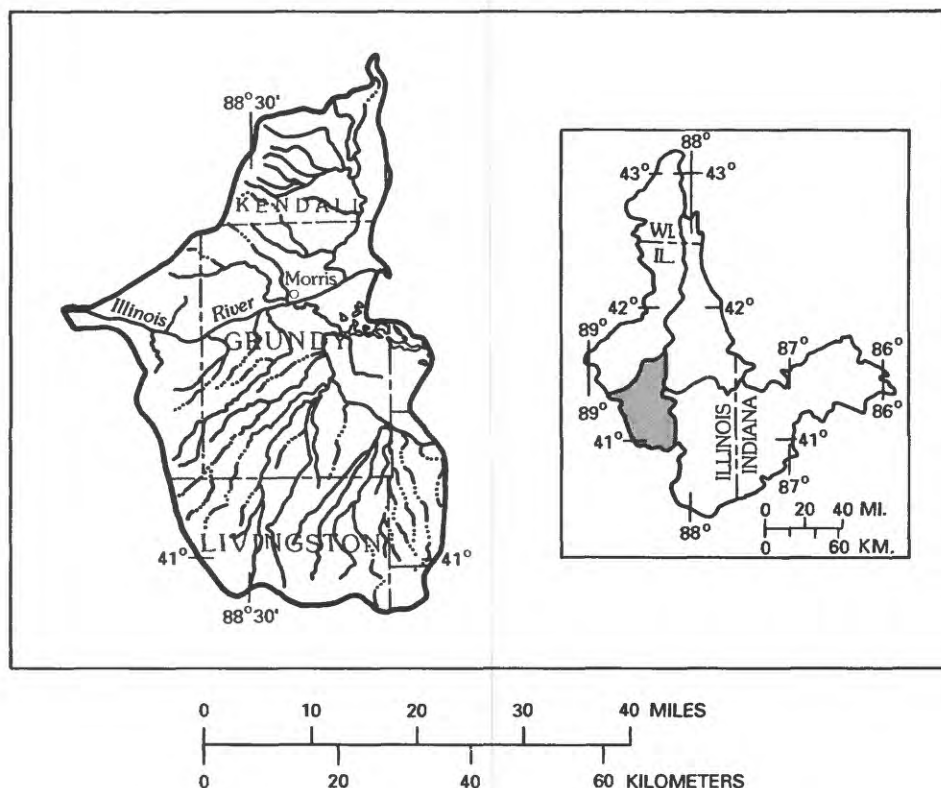 88°30'
KENDALL
Morris
Illinois River
GRUNDY
LIVINGSTON
41° 41°
88°30'
88°
43° 43°
WI.
IL.
42° 42°
89° 87° 86°
89° 86°
41° 41°
ILLINOIS
INDIANA
87°
88°
0 20 40 MI.
0 60 KM.
0 10 20 30 40 MILES
0 20 40 60 KILOMETERS